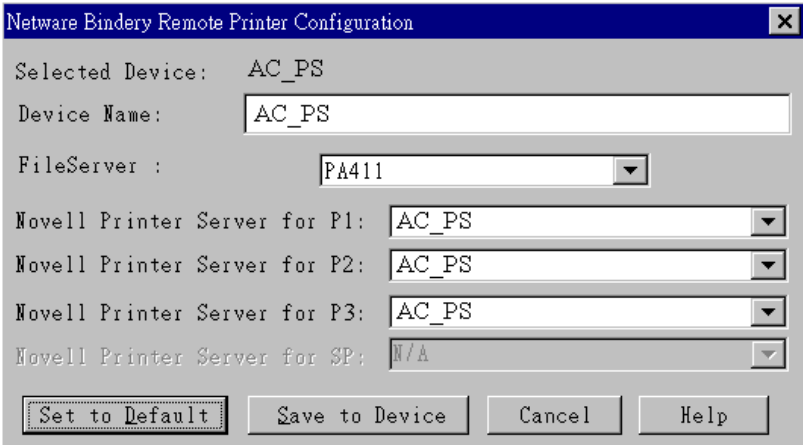 Netware Bindery Remote Printer Configuration
Selected Device: AC_PS
Device Name: AC_PS
FileServer : PA411
Novell Printer Server for P1: AC_PS
Novell Printer Server for P2: AC_PS
Novell Printer Server for P3: AC_PS
Novell Printer Server for SP: N/A
Set to Default Save to Device Cancel Help